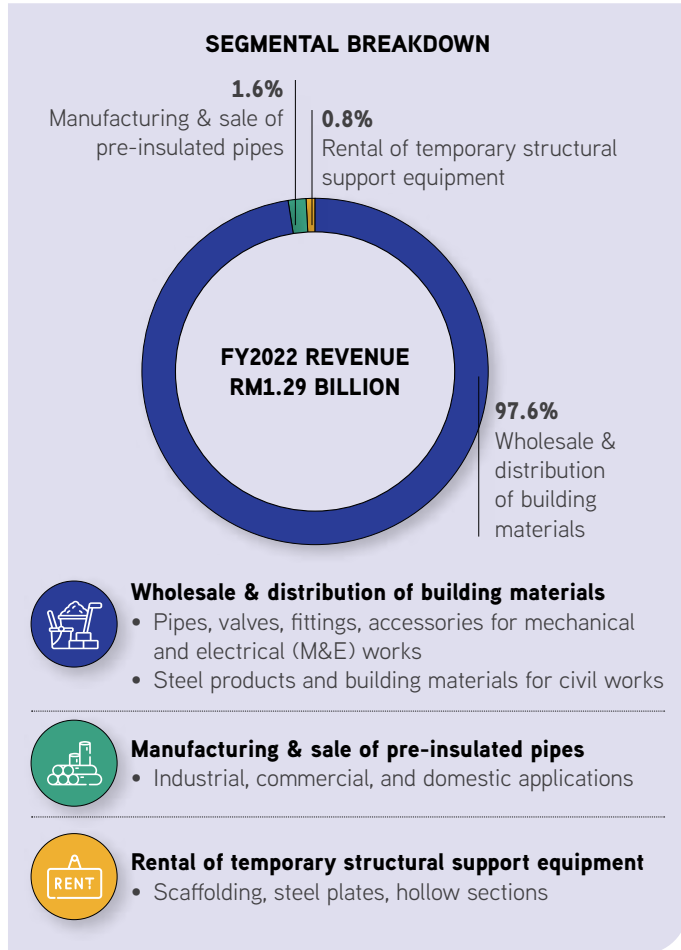 SEGMENTAL BREAKDOWN
1.6%
Manufacturing & sale of
pre-insulated pipes
0.8%
Rental of temporary structural
support equipment
FY2022 REVENUE
RM1.29 BILLION
97.6%
Wholesale &
distribution
of building
materials
Wholesale & distribution of building materials
• Pipes, valves, fittings, accessories for mechanical
and electrical (M&E) works
• Steel products and building materials for civil works
Manufacturing & sale of pre-insulated pipes
• Industrial, commercial, and domestic applications
RENT
Rental of temporary structural support equipment
• Scaffolding, steel plates, hollow sections